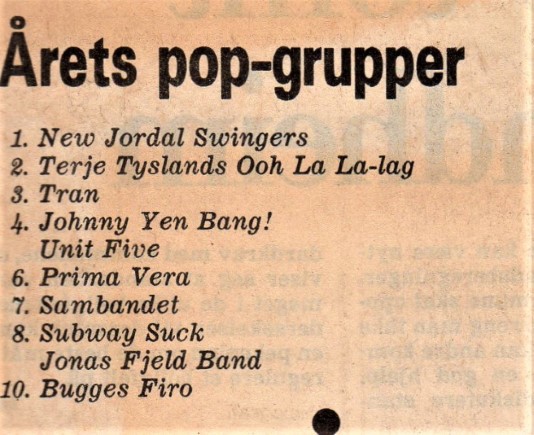 Årets pop-grupper
1. New Jordal Swingers
2. Terje Tyslands Ooh La La-lag
3. Tran
4. Johnny Yen Bang!
Unit Five
6. Prima Vera
7. Sambandet
8. Subway Suck
Jonas Fjeld Band
10. Bugges Firo